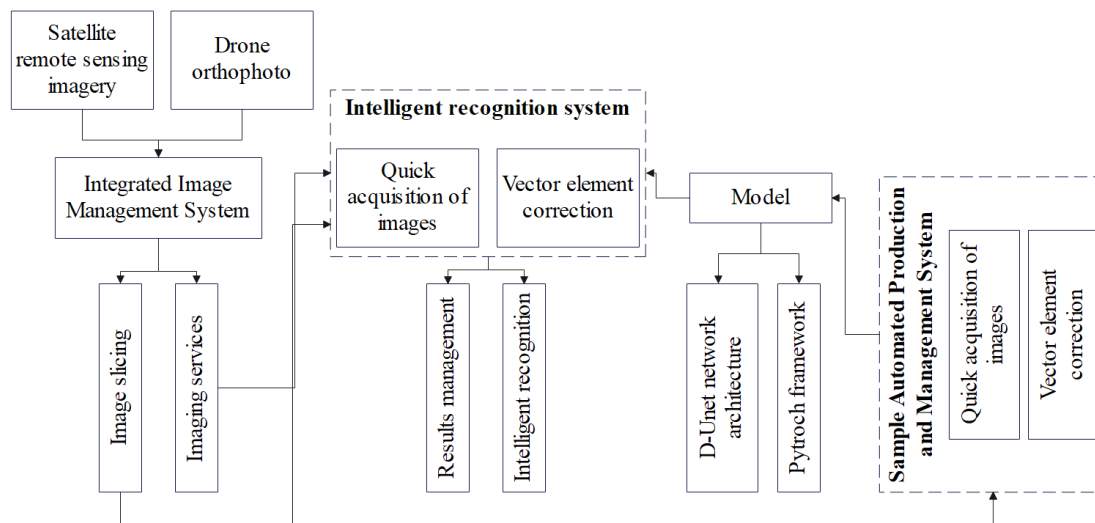 Satellite
remote sensing
imagery
Drone
orthophoto
Integrated Image
Management System
Image slicing
Imaging services
Intelligent recognition system
Quick
acquisition of
images
Vector element
correction
Results management
Intelligent recognition
Model
D-Unet network
architecture
Pytroch framework
Sample Automated Production
and Management System
Quick acquisition of
images
Vector element
correction